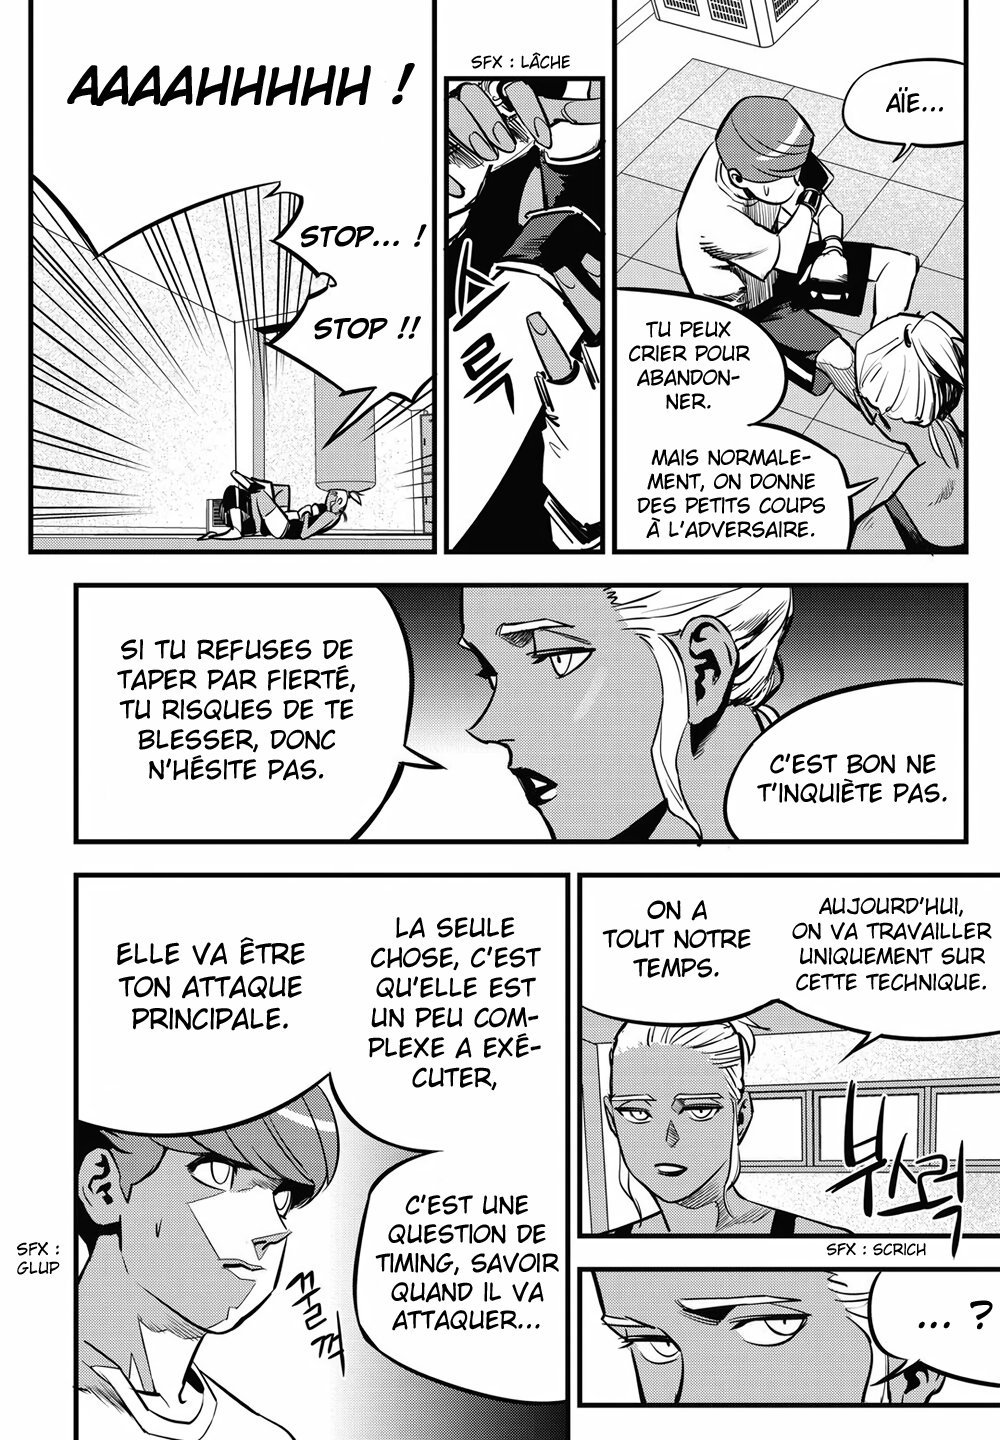 AAAAHHHHH !
STOP... !
STOP !!
SFX : LÂCHE
스륵
AÏE...
TU PEUX
CRIER POUR
ABANDON-
NER.
MAIS NORMALE-
MENT, ON DONNE
DES PETITS COUPS
À L'ADVERSAIRE.
SI TU REFUSES DE
TAPER PAR FIERTÉ,
TU RISQUES DE TE
BLESSER, DONC
N'HÉSITE PAS.
C'EST BON NE
T'INQUIÈTE PAS.
ELLE VA ÊTRE
TON ATTAQUE
PRINCIPALE.
LA SEULE
CHOSE, C'EST
QU'ELLE EST
UN PEU COM-
PLEXE A EXÉ-
CUTER,
C'EST UNE
QUESTION DE
TIMING, SAVOIR
QUAND IL VA
ATTAQUER...
SFX :
GLUP
ON A
TOUT NOTRE
TEMPS.
AUJOURD'HUI,
ON VA TRAVAILLER
UNIQUEMENT SUR
CETTE TECHNIQUE.
부스럭
SFX : SCRICH
... ?